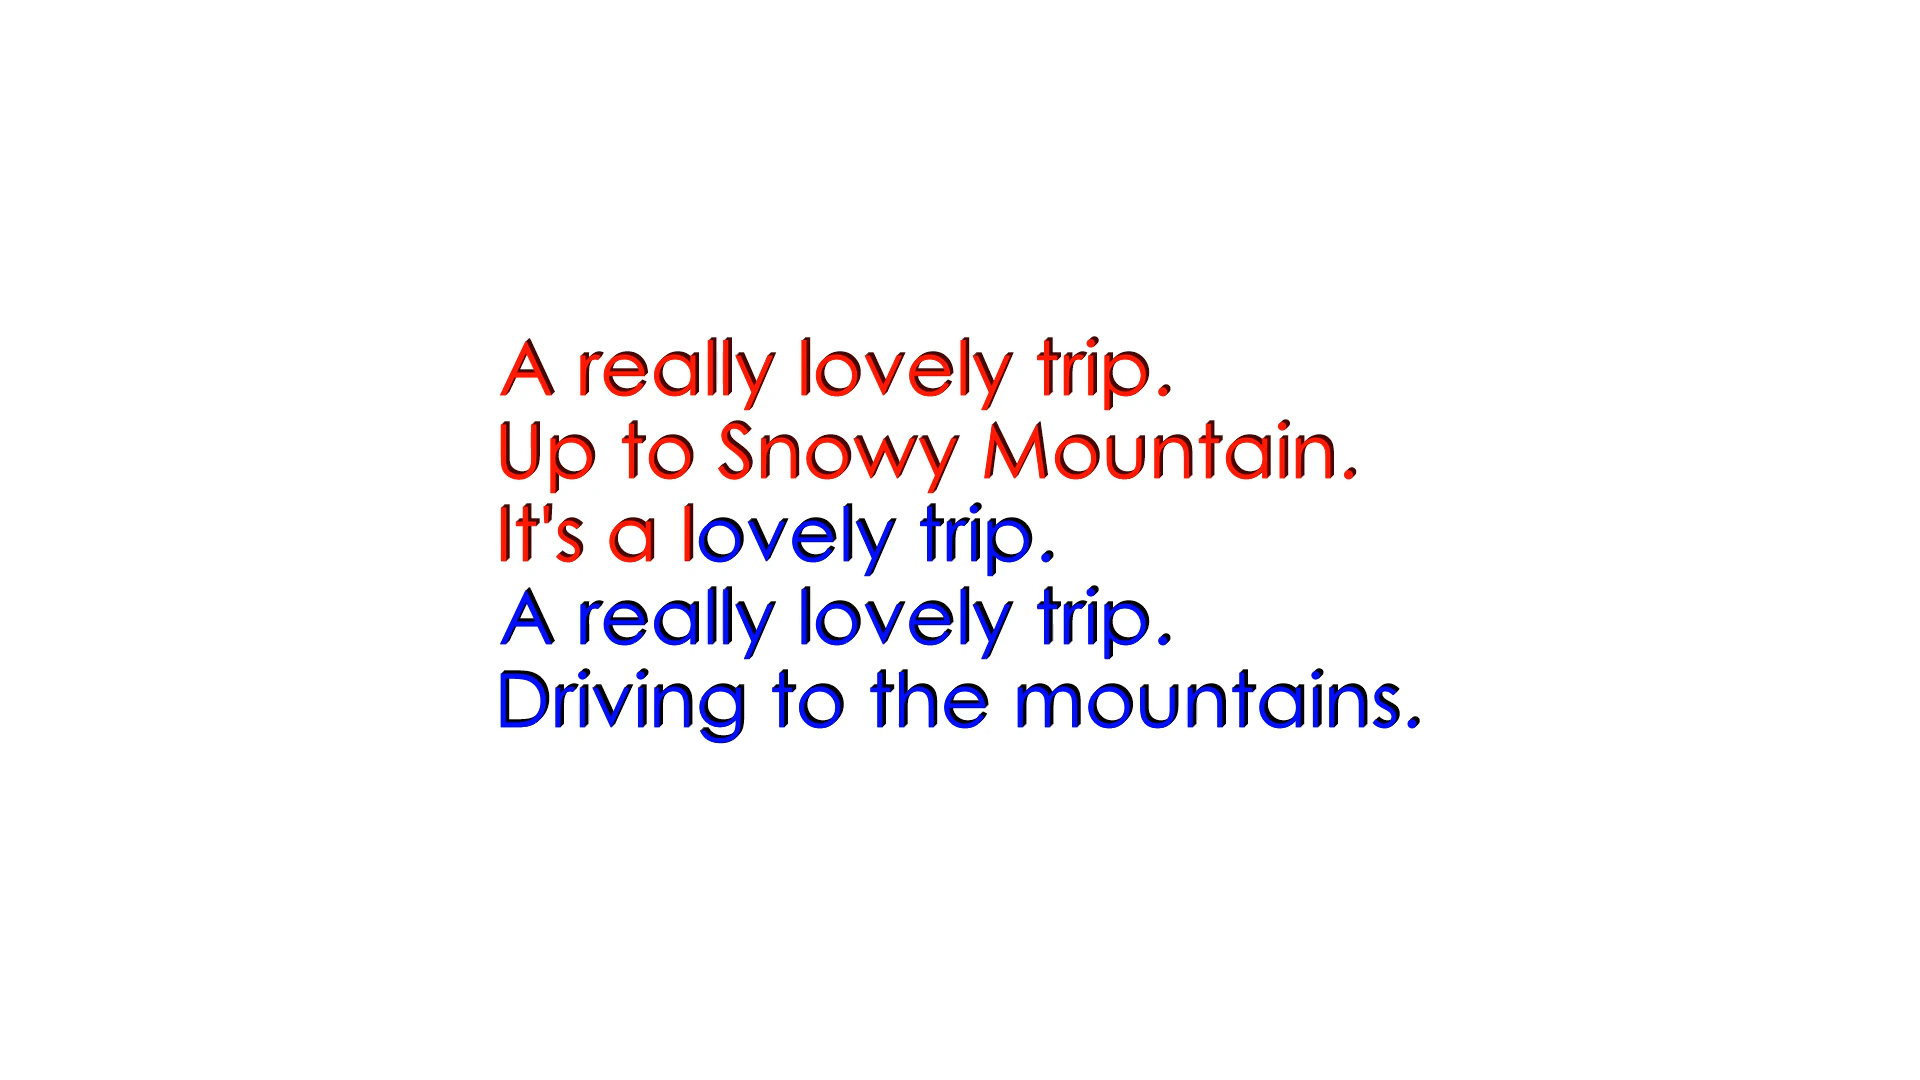 A really lovely trip.
Up to Snowy Mountain.
It's a lovely trip.
A really lovely trip.
Driving to the mountains.